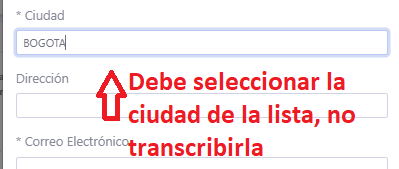 * Ciudad
BOGOTA
Dirección
Debe seleccionar la
ciudad de la lista, no
* Correo Electrónico
transcribirla